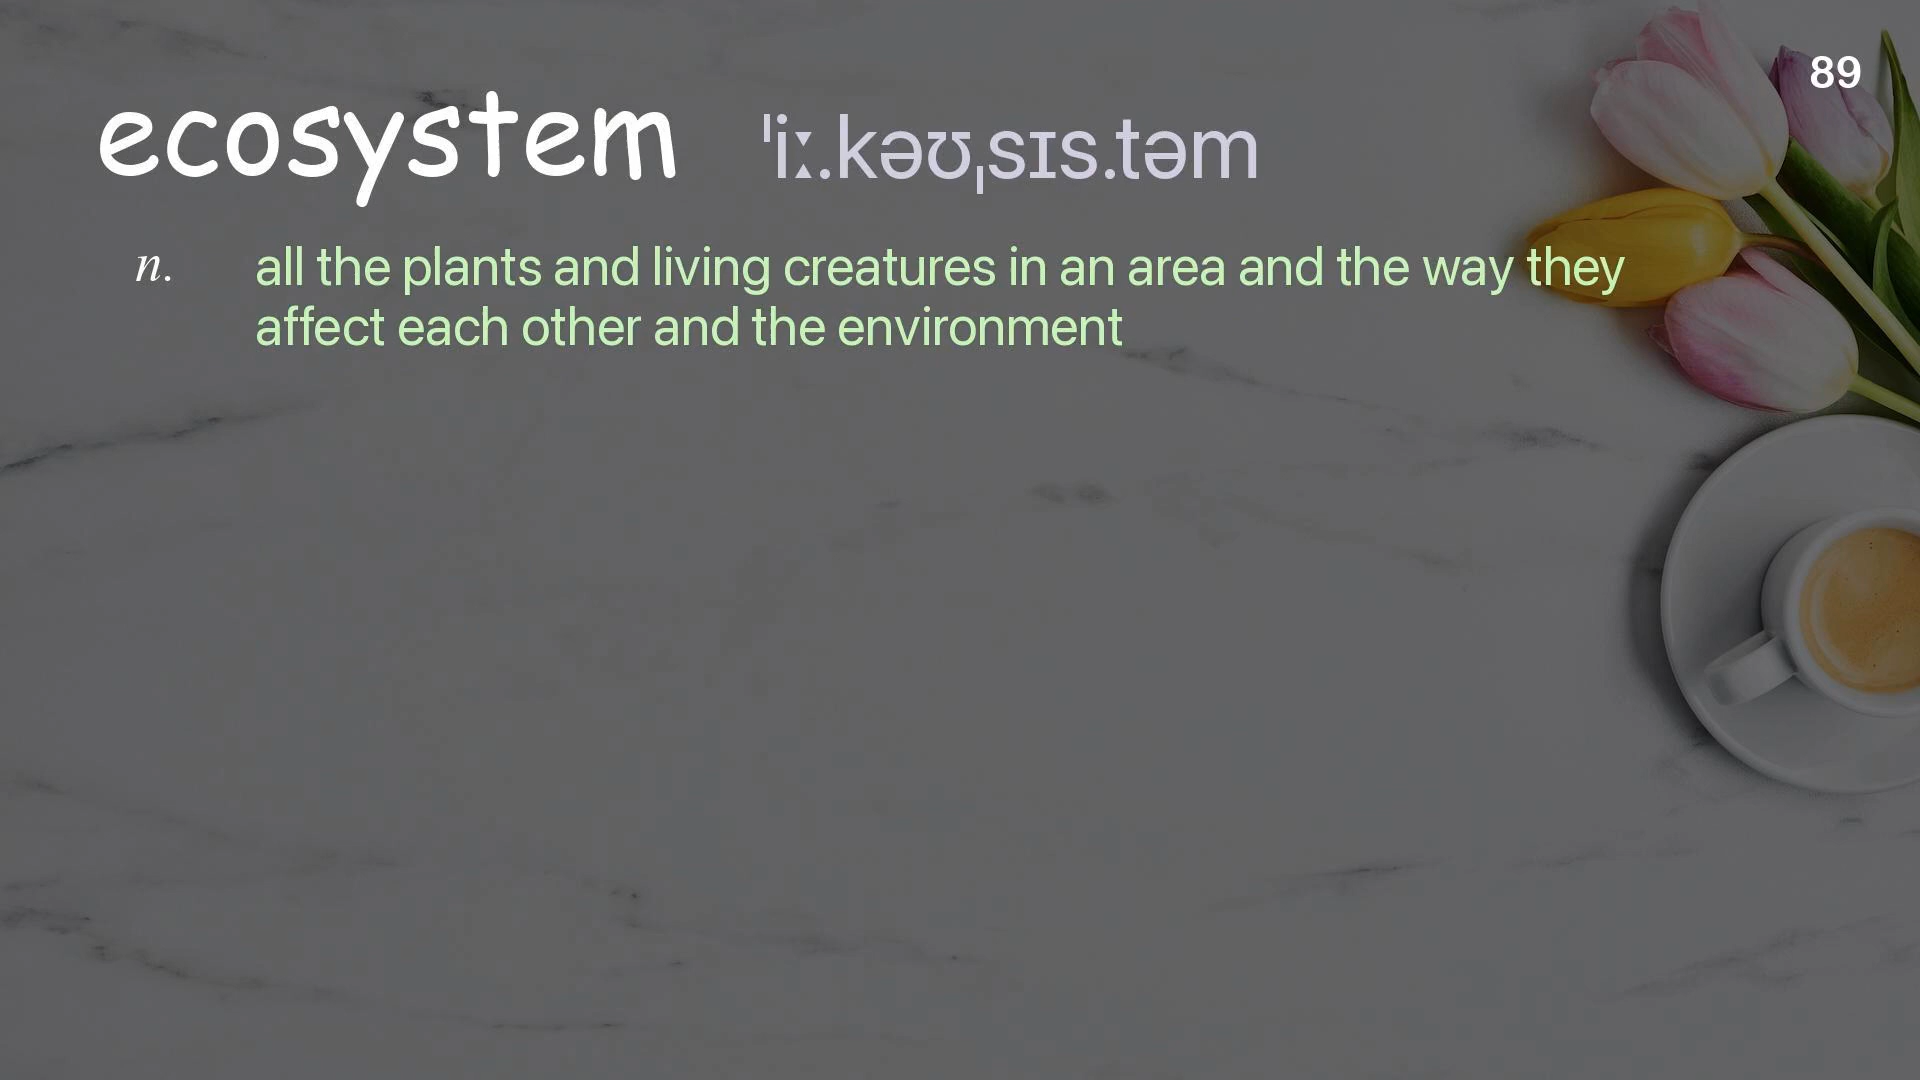 89
ecosystem ˈiː.kəʊˌsɪs.təm
n. all the plants and living creatures in an area and the way they
affect each other and the environment